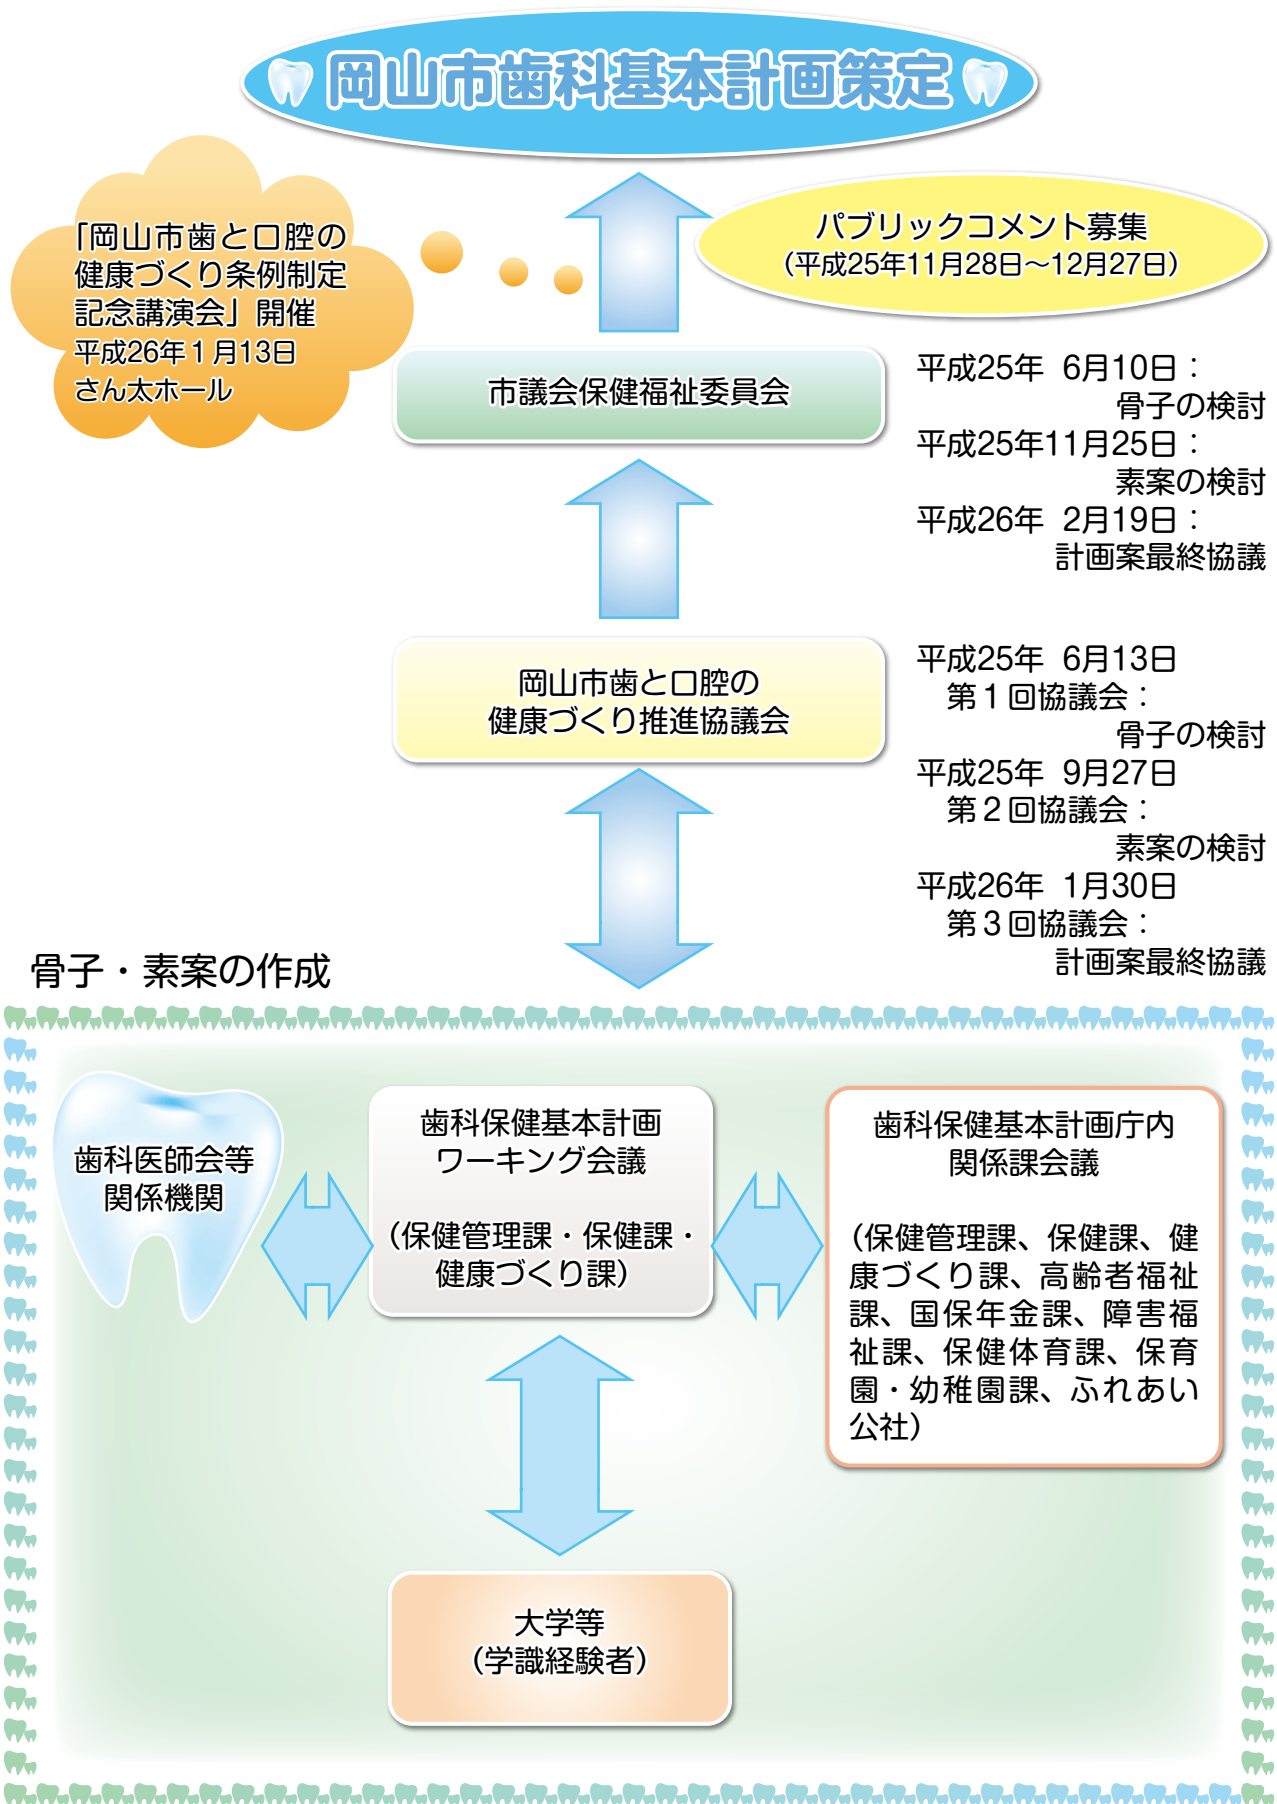 岡山市歯科基本計画策定
「岡山市歯と口腔の
健康づくり条例制定
記念講演会」開催
平成26年1月13日
さん太ホール
パブリックコメント募集
(平成25年11月28日～12月27日)
市議会保健福祉委員会
平成25年 6月10日：
骨子の検討
平成25年11月25日：
素案の検討
平成26年 2月19日：
計画案最終協議
岡山市歯と口腔の
健康づくり推進協議会
平成25年 6月13日
第1回協議会：
骨子の検討
平成25年 9月27日
第2回協議会：
素案の検討
平成26年 1月30日
第3回協議会：
計画案最終協議
骨子・素案の作成
歯科医師会等
関係機関
歯科保健基本計画
ワーキング会議
(保健管理課・保健課・
健康づくり課)
歯科保健基本計画庁内
関係課会議
(保健管理課、保健課、健
康づくり課、高齢者福祉
課、国保年金課、障害福
祉課、保健体育課、保育
園・幼稚園課、ふれあい
公社)
大学等
(学識経験者)